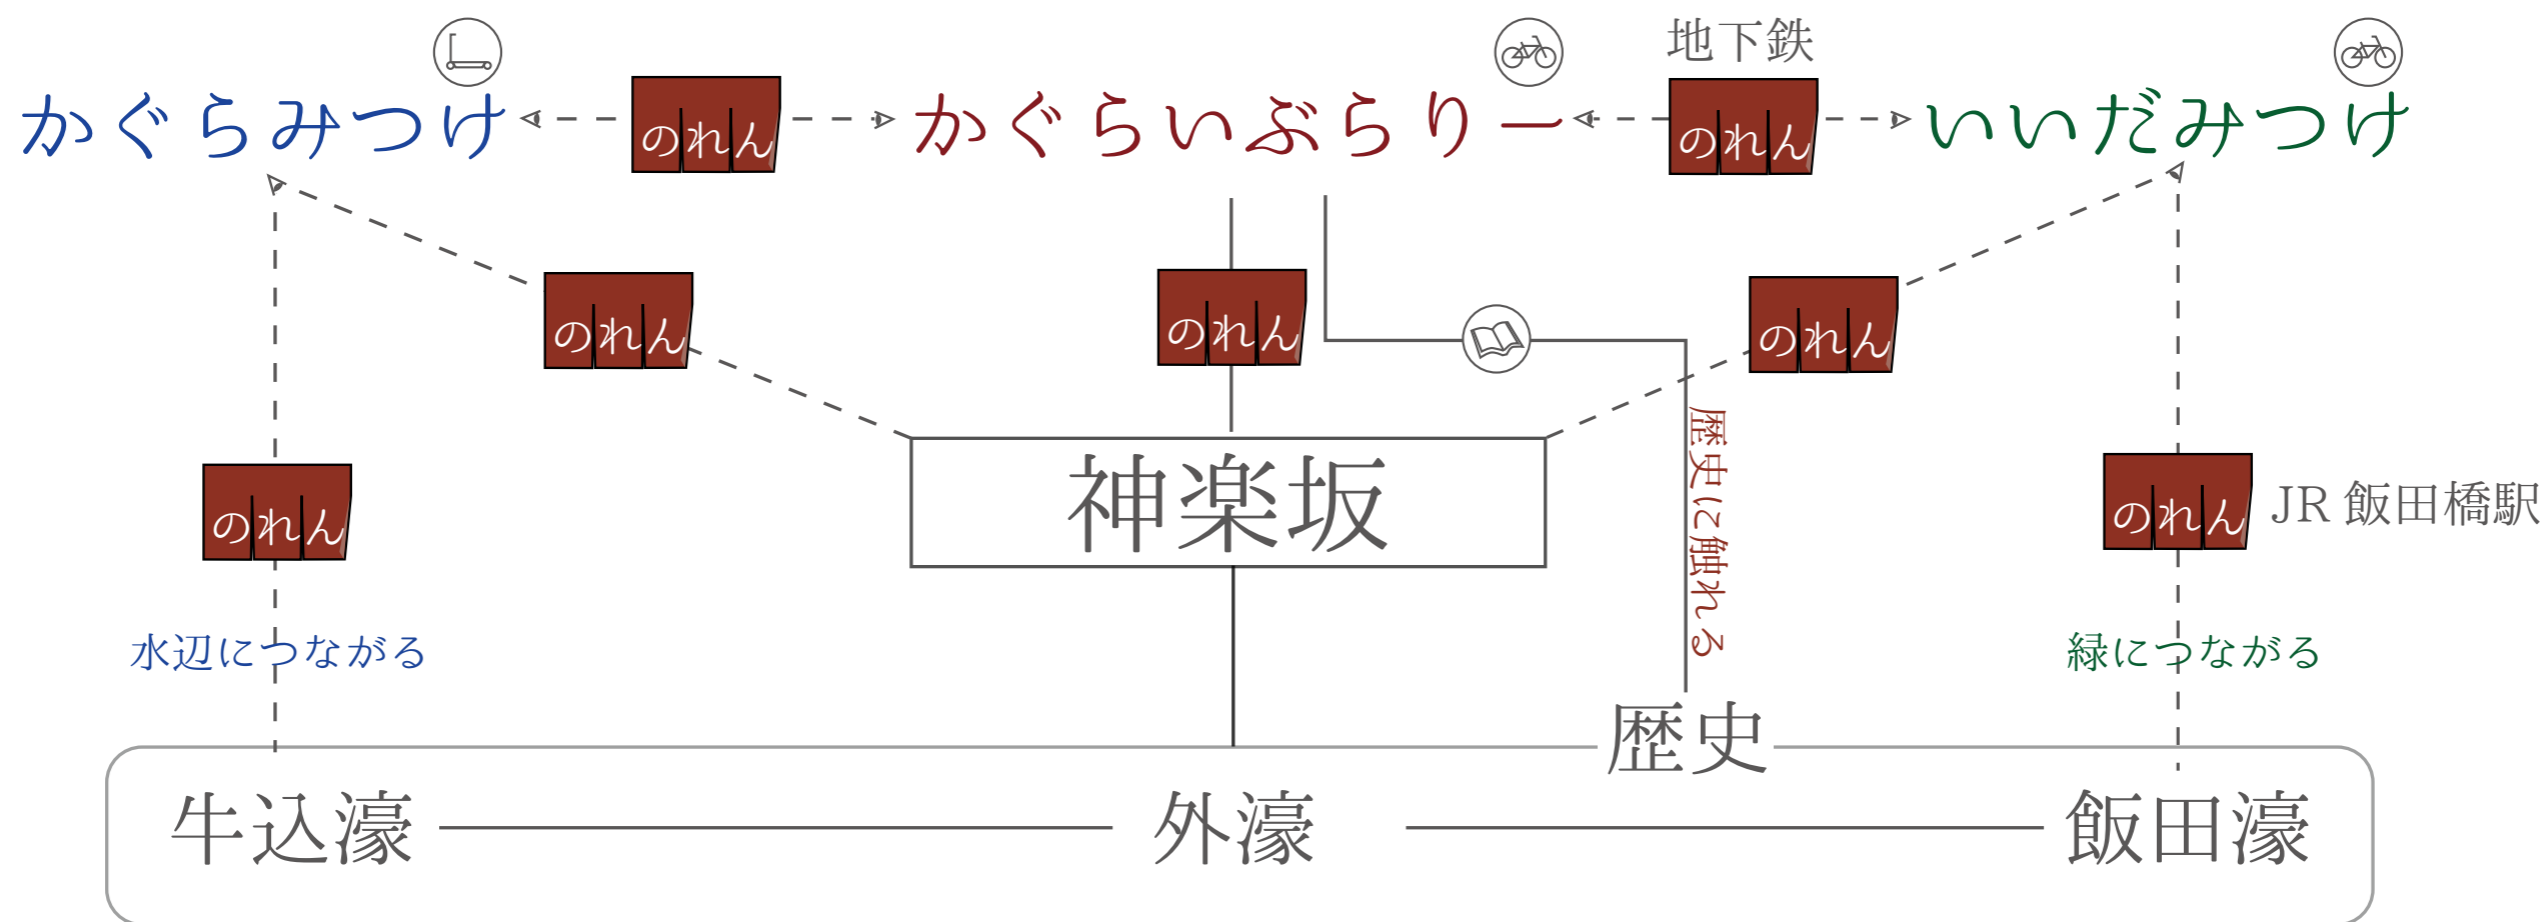 地下鉄
かぐらみつけ
のれん
かぐらいぶらりー
のれん
いいだみつけ
のれん
のれん
のれん
神楽坂
歴史に触れる
のれん
のれん
JR 飯田橋駅
水辺につながる
緑につながる
歴史
牛込濠
外濠
飯田濠